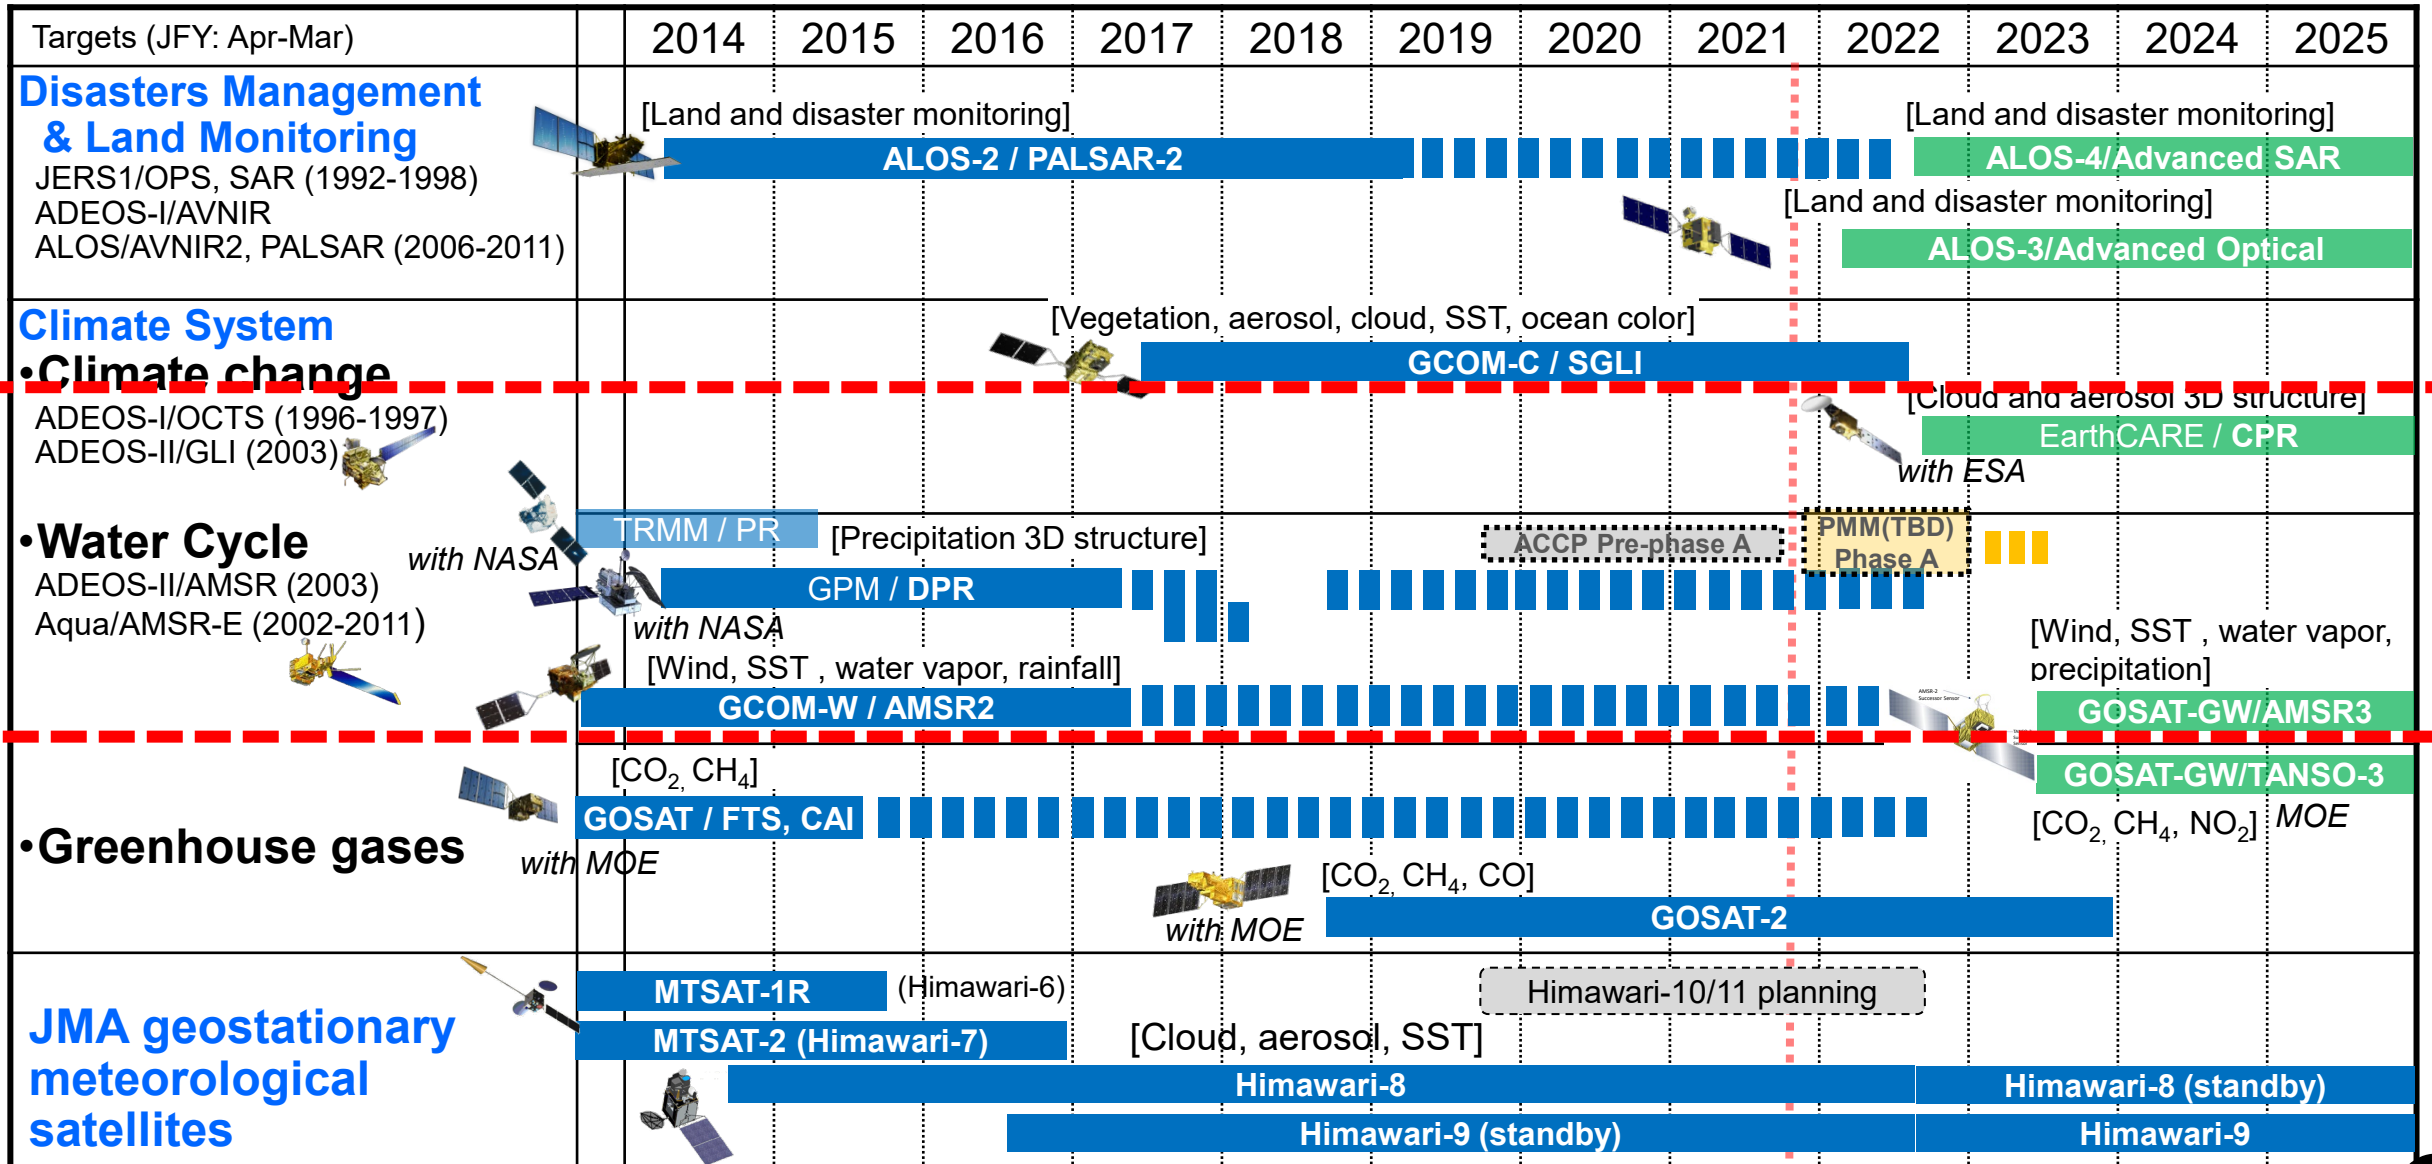 Targets (JFY: Apr-Mar)
2014 2015 2016 2017 2018 2019 2020 2021 2022 2023 2024 2025
Disasters Management
& Land Monitoring
JERS1/OPS, SAR (1992-1998)
ADEOS-I/AVNIR
ALOS/AVNIR2, PALSAR (2006-2011)
[Land and disaster monitoring]
ALOS-2 / PALSAR-2
[Land and disaster monitoring]
ALOS-4/Advanced SAR
[Land and disaster monitoring]
ALOS-3/Advanced Optical
Climate System
•Climate change
ADEOS-I/OCTS (1996-1997)
ADEOS-II/GLI (2003)
[Vegetation, aerosol, cloud, SST, ocean color]
GCOM-C / SGLI
[Cloud and aerosol 3D structure]
EarthCARE / CPR
with ESA
•Water Cycle
ADEOS-II/AMSR (2003)
Aqua/AMSR-E (2002-2011)
with NASA
TRMM / PR
[Precipitation 3D structure]
ACCP Pre-phase A
PMM(TBD)
Phase A
GPM / DPR
with NASA
[Wind, SST , water vapor, rainfall]
GCOM-W / AMSR2
[Wind, SST , water vapor,
precipitation]
AMSR-2
Successor Sensor
GOSAT-GW/AMSR3
GOSAT-GW/TANSO-3
[CO2, CH4, NO2]
MOE
•Greenhouse gases
[CO2, CH4]
GOSAT / FTS, CAI
with MOE
[CO2, CH4, CO]
with MOE
GOSAT-2
JMA geostationary
meteorological
satellites
MTSAT-1R
(Himawari-6)
Himawari-10/11 planning
MTSAT-2 (Himawari-7)
[Cloud, aerosol, SST]
Himawari-8
Himawari-8 (standby)
Himawari-9 (standby)
Himawari-9